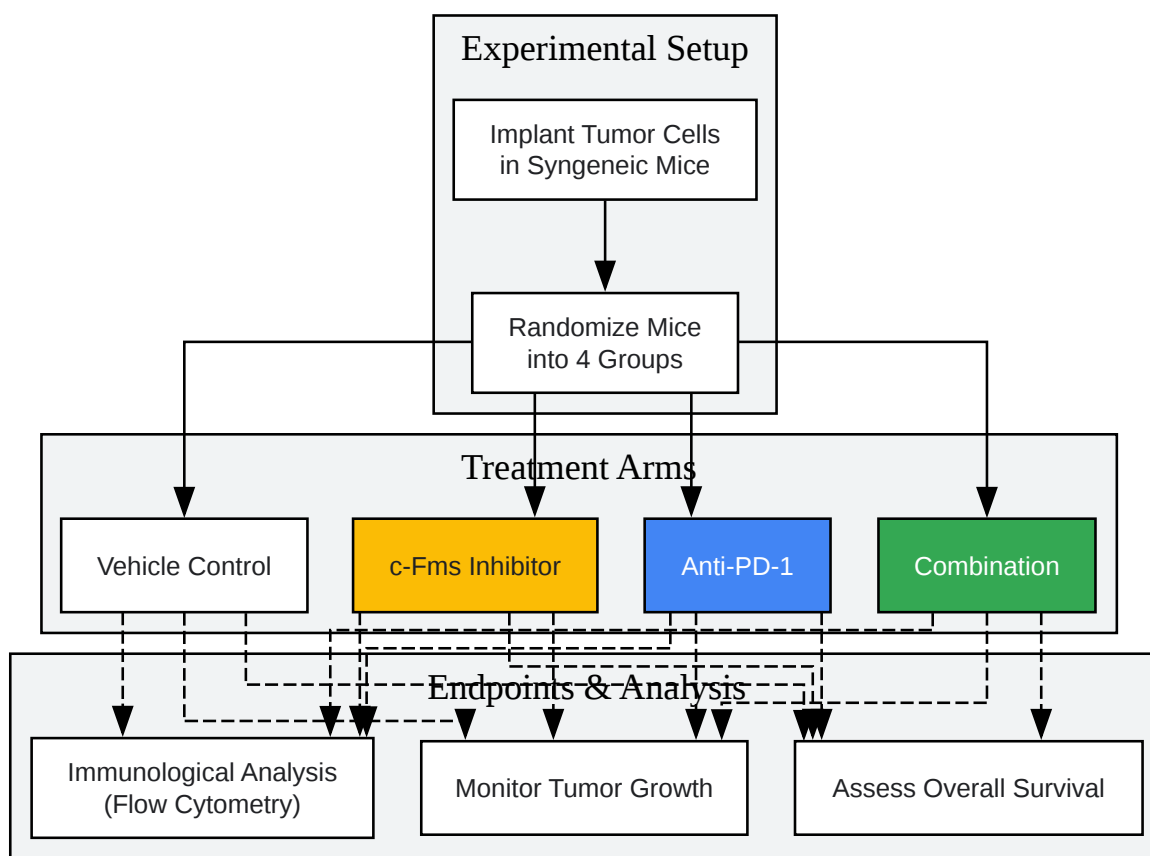 Experimental Setup
Implant Tumor Cells
in Syngeneic Mice
Randomize Mice
into 4 Groups
Treatment Arms
Vehicle Control
c-Fms Inhibitor
Anti-PD-1
Combination
Endpoints & Analysis
Immunological Analysis
(Flow Cytometry)
Monitor Tumor Growth
Assess Overall Survival